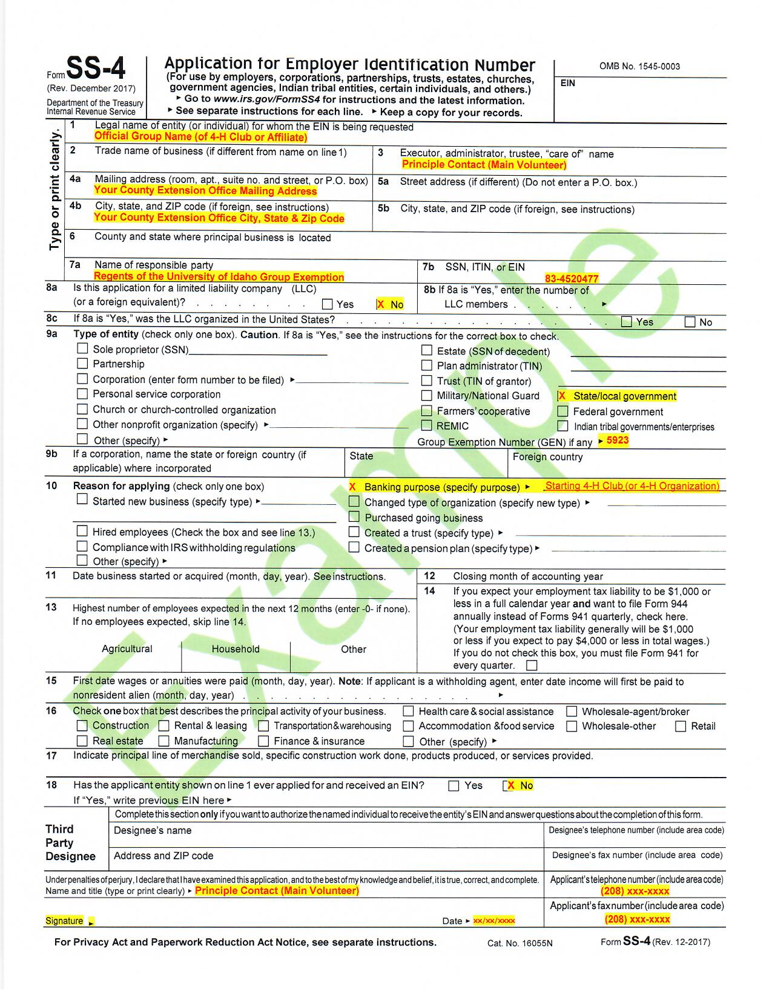 Form SS-4
(Rev. December 2017)
Department of the Treasury
Internal Revenue Service
Application for Employer Identification Number
(For use by employers, corporations, partnerships, trusts, estates, churches,
government agencies, Indian tribal entities, certain individuals, and others.)
▶ Go to www.irs.gov/FormSS4 for instructions and the latest information.
▶ See separate instructions for each line. ▶ Keep a copy for your records.
OMB No. 1545-0003
EIN
Type or print clearly.
1 Legal name of entity (or individual) for whom the EIN is being requested
Official Group Name (of 4-H Club or Affiliate)
2 Trade name of business (if different from name on line 1)
3 Executor, administrator, trustee, “care of” name
Principle Contact (Main Volunteer)
4a Mailing address (room, apt., suite no. and street, or P.O. box)
Your County Extension Office Mailing Address
5a Street address (if different) (Do not enter a P.O. box.)
4b City, state, and ZIP code (if foreign, see instructions)
Your County Extension Office City, State & Zip Code
5b City, state, and ZIP code (if foreign, see instructions)
6 County and state where principal business is located
7a Name of responsible party
Regents of the University of Idaho Group Exemption
7b SSN, ITIN, or EIN
83-4520477
8a Is this application for a limited liability company (LLC)
(or a foreign equivalent)? . . . . . . . . Yes X No
8b If 8a is “Yes,” enter the number of
LLC members . . . . . . ▶
8c If 8a is “Yes,” was the LLC organized in the United States? . . . . . . . . . . . . . . . . . Yes No
9a Type of entity (check only one box). Caution. If 8a is “Yes,” see the instructions for the correct box to check.
Sole proprietor (SSN)
Estate (SSN of decedent)
Partnership
Plan administrator (TIN)
Corporation (enter form number to be filed) ▶
Trust (TIN of grantor)
Personal service corporation
Military/National Guard X State/local government
Church or church-controlled organization
Farmers' cooperative Federal government
Other nonprofit organization (specify) ▶
REMIC Indian tribal governments/enterprises
Other (specify) ▶
Group Exemption Number (GEN) if any ▶ 5923
9b If a corporation, name the state or foreign country (if
applicable) where incorporated
State
Foreign country
10 Reason for applying (check only one box)
X Banking purpose (specify purpose) ▶ Starting 4-H Club (or 4-H Organization)
Started new business (specify type) ▶
Changed type of organization (specify new type) ▶
Purchased going business
Hired employees (Check the box and see line 13.)
Created a trust (specify type) ▶
Compliance with IRS withholding regulations
Created a pension plan (specify type) ▶
Other (specify) ▶
11 Date business started or acquired (month, day, year). See instructions.
12 Closing month of accounting year
13 Highest number of employees expected in the next 12 months (enter -0- if none).
If no employees expected, skip line 14.
Agricultural Household Other
14 If you expect your employment tax liability to be $1,000 or
less in a full calendar year and want to file Form 944
annually instead of Forms 941 quarterly, check here.
(Your employment tax liability generally will be $1,000
or less if you expect to pay $4,000 or less in total wages.)
If you do not check this box, you must file Form 941 for
every quarter.
15 First date wages or annuities were paid (month, day, year). Note: If applicant is a withholding agent, enter date income will first be paid to
nonresident alien (month, day, year) . . . . . . . . . . . . . . . . ▶
16 Check one box that best describes the principal activity of your business.
Health care & social assistance Wholesale-agent/broker
Construction Rental & leasing Transportation & warehousing Accommodation & food service Wholesale-other Retail
Real estate Manufacturing Finance & insurance Other (specify) ▶
17 Indicate principal line of merchandise sold, specific construction work done, products produced, or services provided.
18 Has the applicant entity shown on line 1 ever applied for and received an EIN? Yes X No
If “Yes,” write previous EIN here ▶
Third
Party
Designee
Complete this section only if you want to authorize the named individual to receive the entity's EIN and answer questions about the completion of this form.
Designee's name
Designee's telephone number (include area code)
Address and ZIP code
Designee's fax number (include area code)
Under penalties of perjury, I declare that I have examined this application, and to the best of my knowledge and belief, it is true, correct, and complete.
Name and title (type or print clearly) ▶ Principle Contact (Main Volunteer)
Applicant's telephone number (include area code)
(208) xxx-xxxx
Applicant's fax number (include area code)
(208) xxx-xxxx
Signature ▶
Date ▶ xx/xx/xxxx
For Privacy Act and Paperwork Reduction Act Notice, see separate instructions.
Cat. No. 16055N
Form SS-4 (Rev. 12-2017)
Example